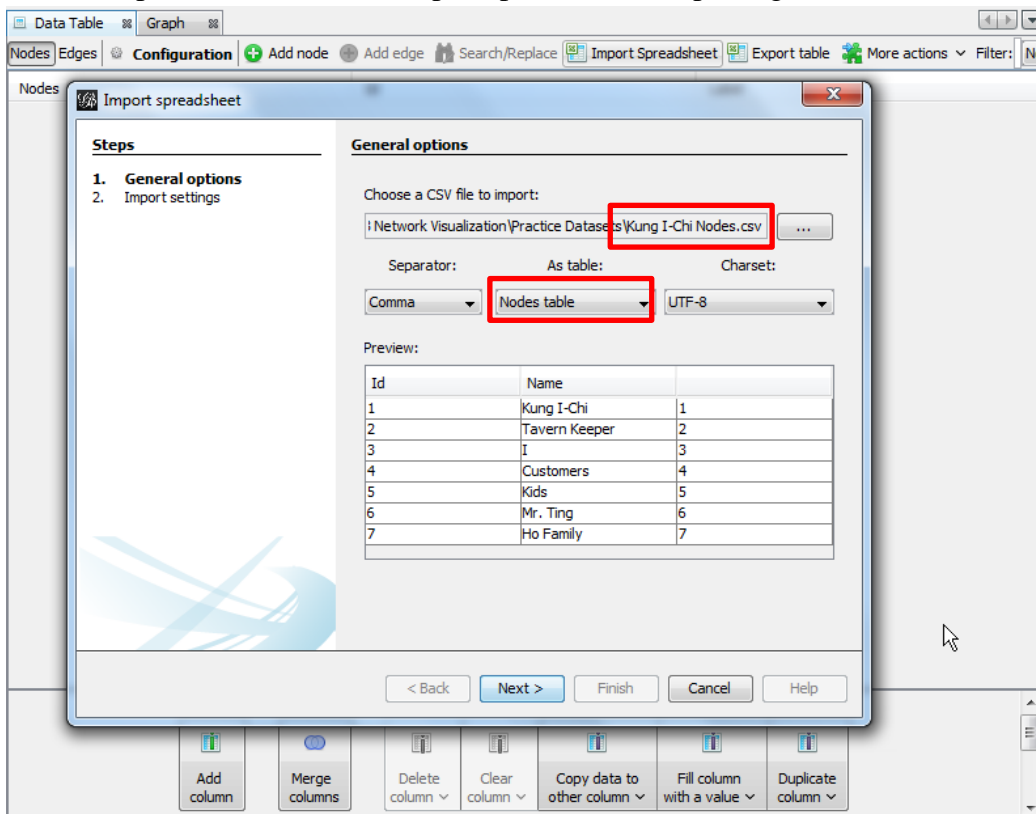 Data Table Graph
Nodes Edges Configuration Add node Add edge Search/Replace Import Spreadsheet Export table More actions Filter:
Nodes
Import spreadsheet
Steps
General options
1. General options
2. Import settings
Choose a CSV file to import:
Network Visualization\Practice Datasets\Kung I-Chi Nodes.csv ...
Separator: As table: Charset:
Comma Nodes table UTF-8
Preview:
Id Name
1 Kung I-Chi 1
2 Tavern Keeper 2
3 I 3
4 Customers 4
5 Kids 5
6 Mr. Ting 6
7 Ho Family 7
< Back Next > Finish Cancel Help
Add column
Merge columns
Delete column
Clear column
Copy data to other column
Fill column with a value
Duplicate column